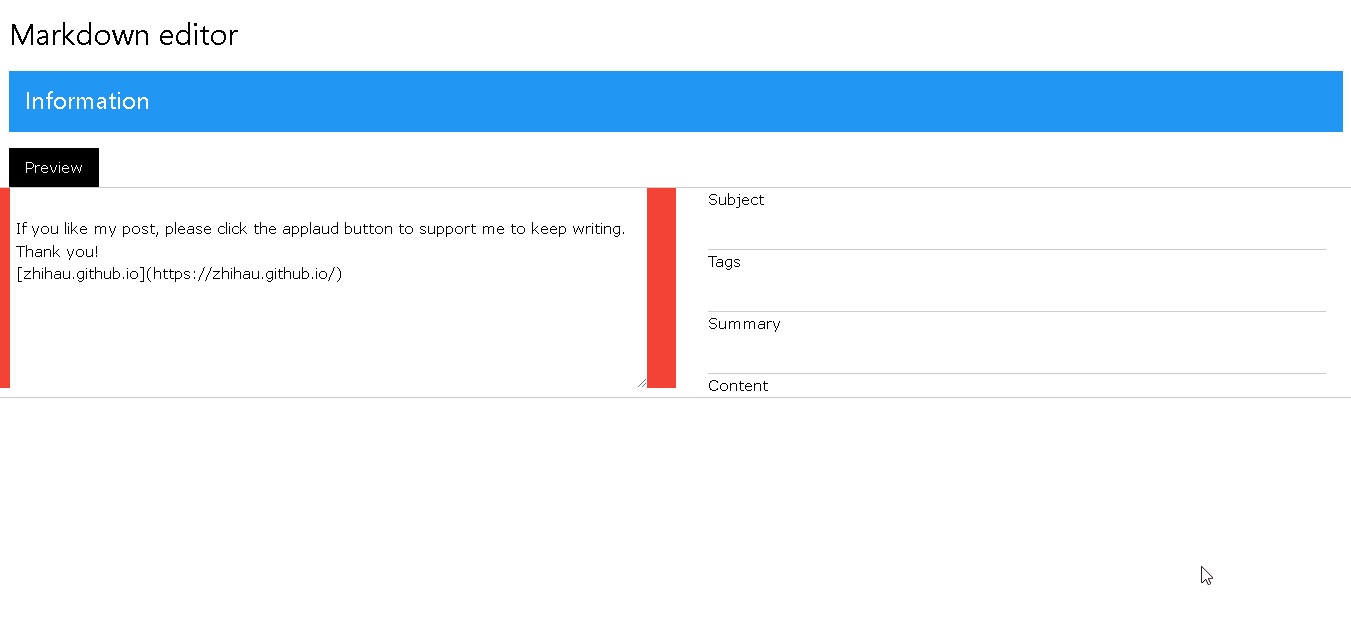 Markdown editor
Information
Preview
If you like my post, please click the applaud button to support me to keep writing.
Thank you!
[zhihau.github.io](https://zhihau.github.io/)
Subject
Tags
Summary
Content